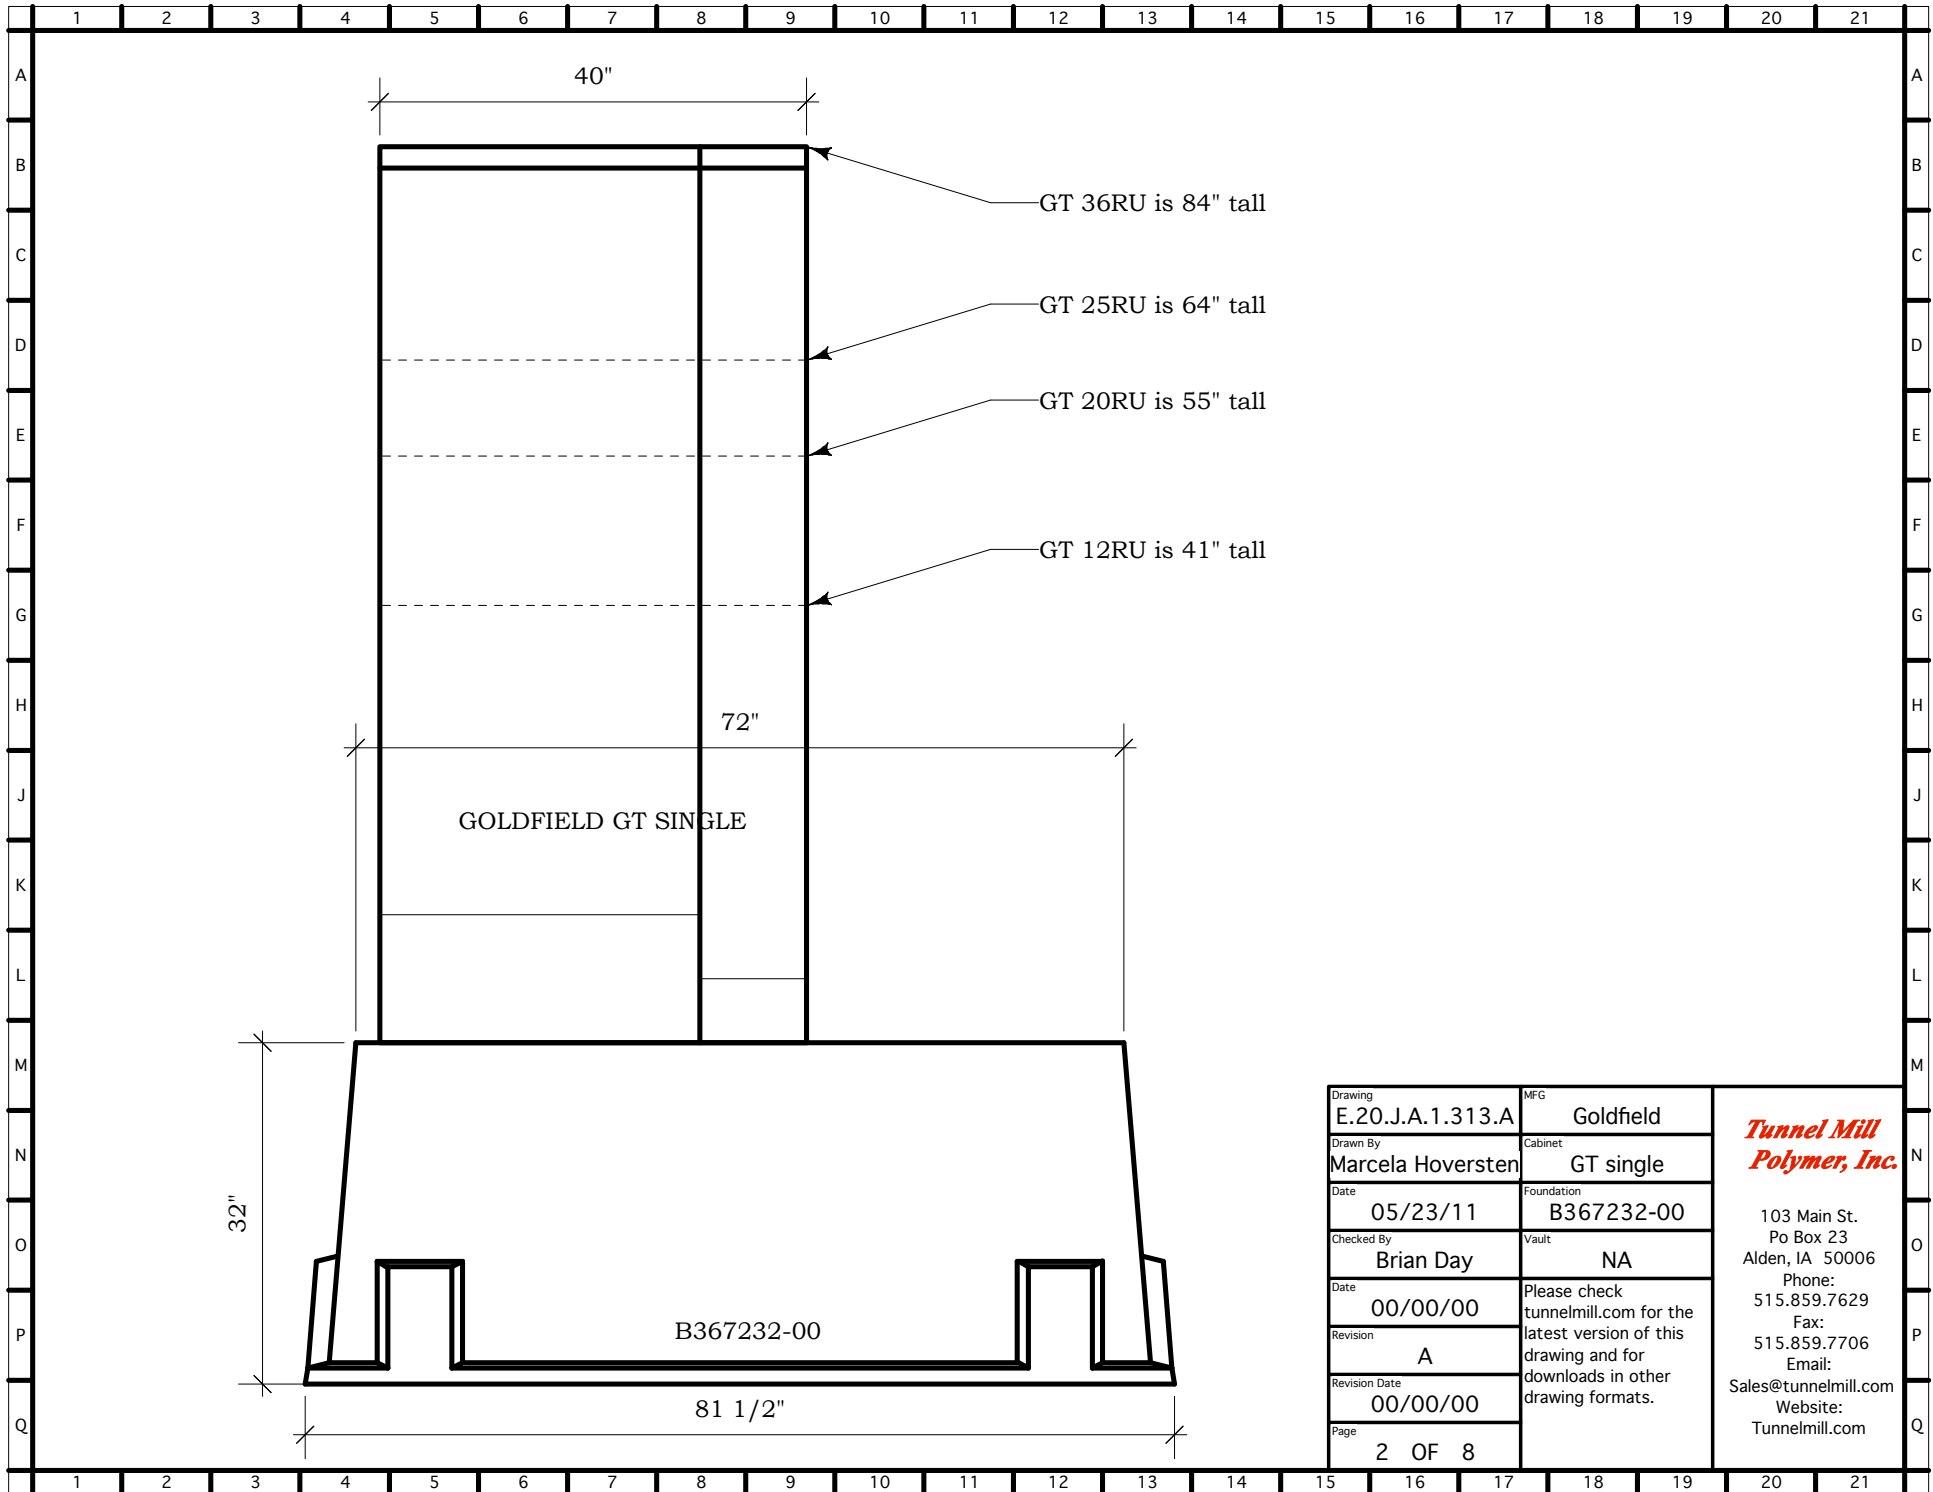 1 2 3 4 5 6 7 8 9 10 11 12 13 14 15 16 17 18 19 20 21
A A
B B
C C
D D
E E
F F
G G
H H
J J
K K
L L
M M
N N
O O
P P
Q Q
40"
GT 36RU is 84" tall
GT 25RU is 64" tall
GT 20RU is 55" tall
GT 12RU is 41" tall
72"
GOLDFIELD GT SINGLE
32"
B367232-00
81 1/2"
Drawing
E.20.J.A.1.313.A
MFG
Goldfield
Drawn By
Marcela Hoversten
Cabinet
GT single
Date
05/23/11
Foundation
B367232-00
Checked By
Brian Day
Vault
NA
Date
00/00/00
Revision
A
Revision Date
00/00/00
Page
2 OF 8
Please check
tunnelmill.com for the
latest version of this
drawing and for
downloads in other
drawing formats.
Tunnel Mill
Polymer, Inc.
103 Main St.
Po Box 23
Alden, IA 50006
Phone:
515.859.7629
Fax:
515.859.7706
Email:
Sales@tunnelmill.com
Website:
Tunnelmill.com
1 2 3 4 5 6 7 8 9 10 11 12 13 14 15 16 17 18 19 20 21